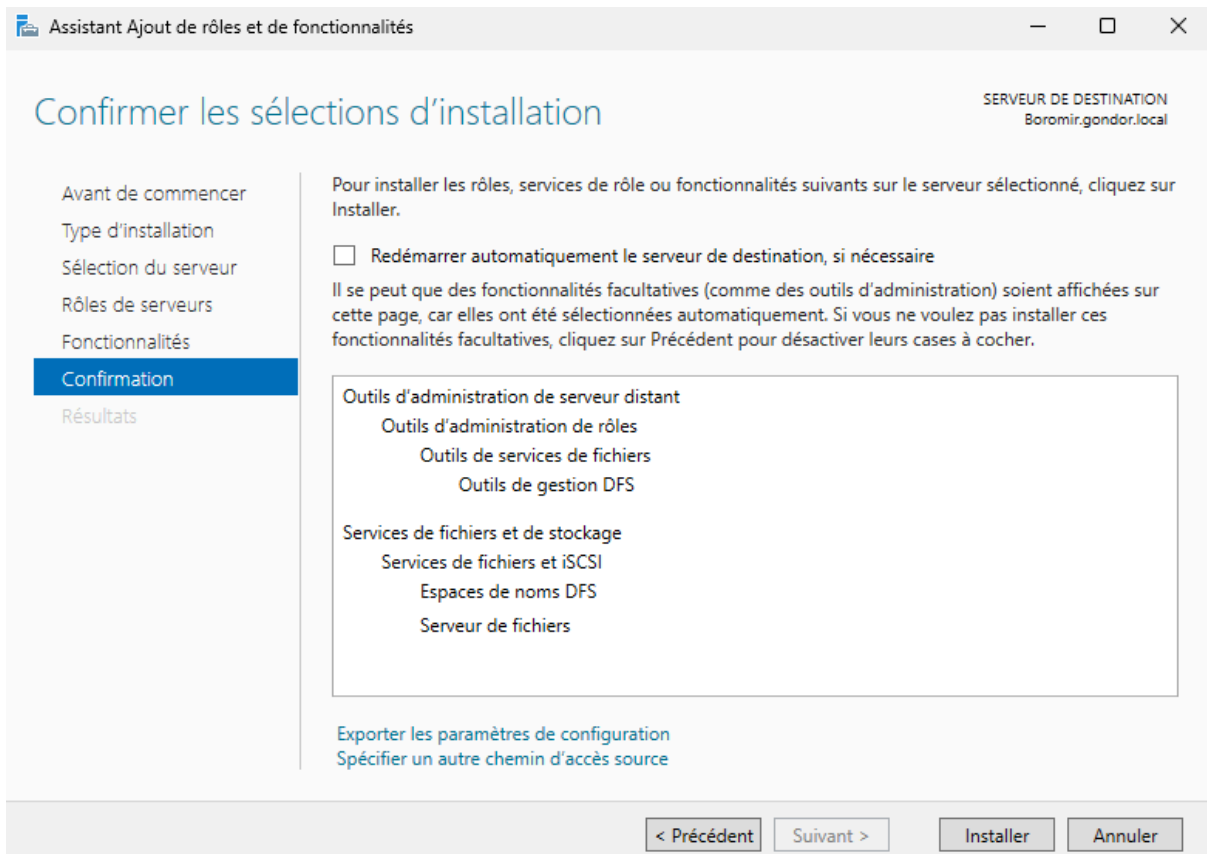 Assistant Ajout de rôles et de fonctionnalités
Confirmer les sélections d’installation
SERVEUR DE DESTINATION
Boromir.gondor.local
Avant de commencer
Type d’installation
Sélection du serveur
Rôles de serveurs
Fonctionnalités
Confirmation
Résultats
Pour installer les rôles, services de rôle ou fonctionnalités suivants sur le serveur sélectionné, cliquez sur
Installer.
Redémarrer automatiquement le serveur de destination, si nécessaire
Il se peut que des fonctionnalités facultatives (comme des outils d’administration) soient affichées sur
cette page, car elles ont été sélectionnées automatiquement. Si vous ne voulez pas installer ces
fonctionnalités facultatives, cliquez sur Précédent pour désactiver leurs cases à cocher.
Outils d’administration de serveur distant
Outils d’administration de rôles
Outils de services de fichiers
Outils de gestion DFS
Services de fichiers et de stockage
Services de fichiers et iSCSI
Espaces de noms DFS
Serveur de fichiers
Exporter les paramètres de configuration
Spécifier un autre chemin d’accès source
< Précédent
Suivant >
Installer
Annuler